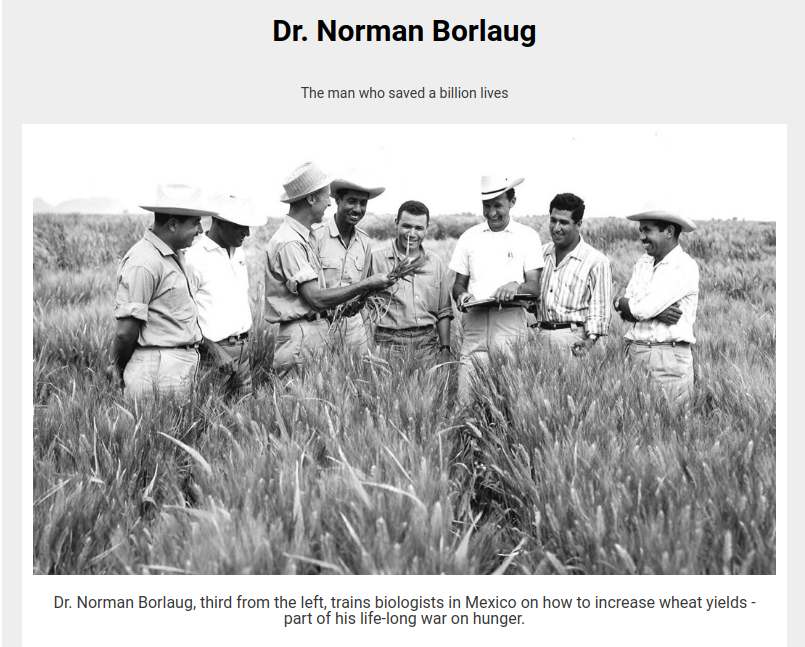 Dr. Norman Borlaug
The man who saved a billion lives
Dr. Norman Borlaug, third from the left, trains biologists in Mexico on how to increase wheat yields -
part of his life-long war on hunger.